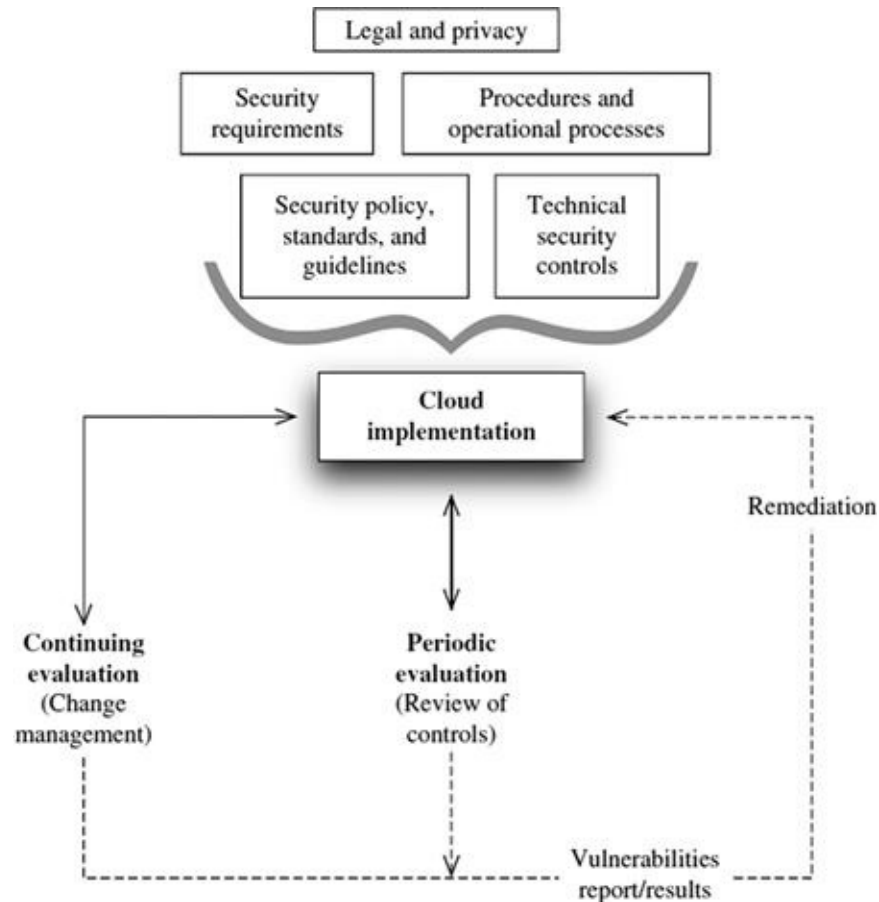 Legal and privacy
Security
requirements
Procedures and
operational processes
Security policy,
standards, and
guidelines
Technical
security
controls
Cloud
implementation
Remediation
Continuing
evaluation
(Change
management)
Periodic
evaluation
(Review of
controls)
Vulnerabilities
report/results